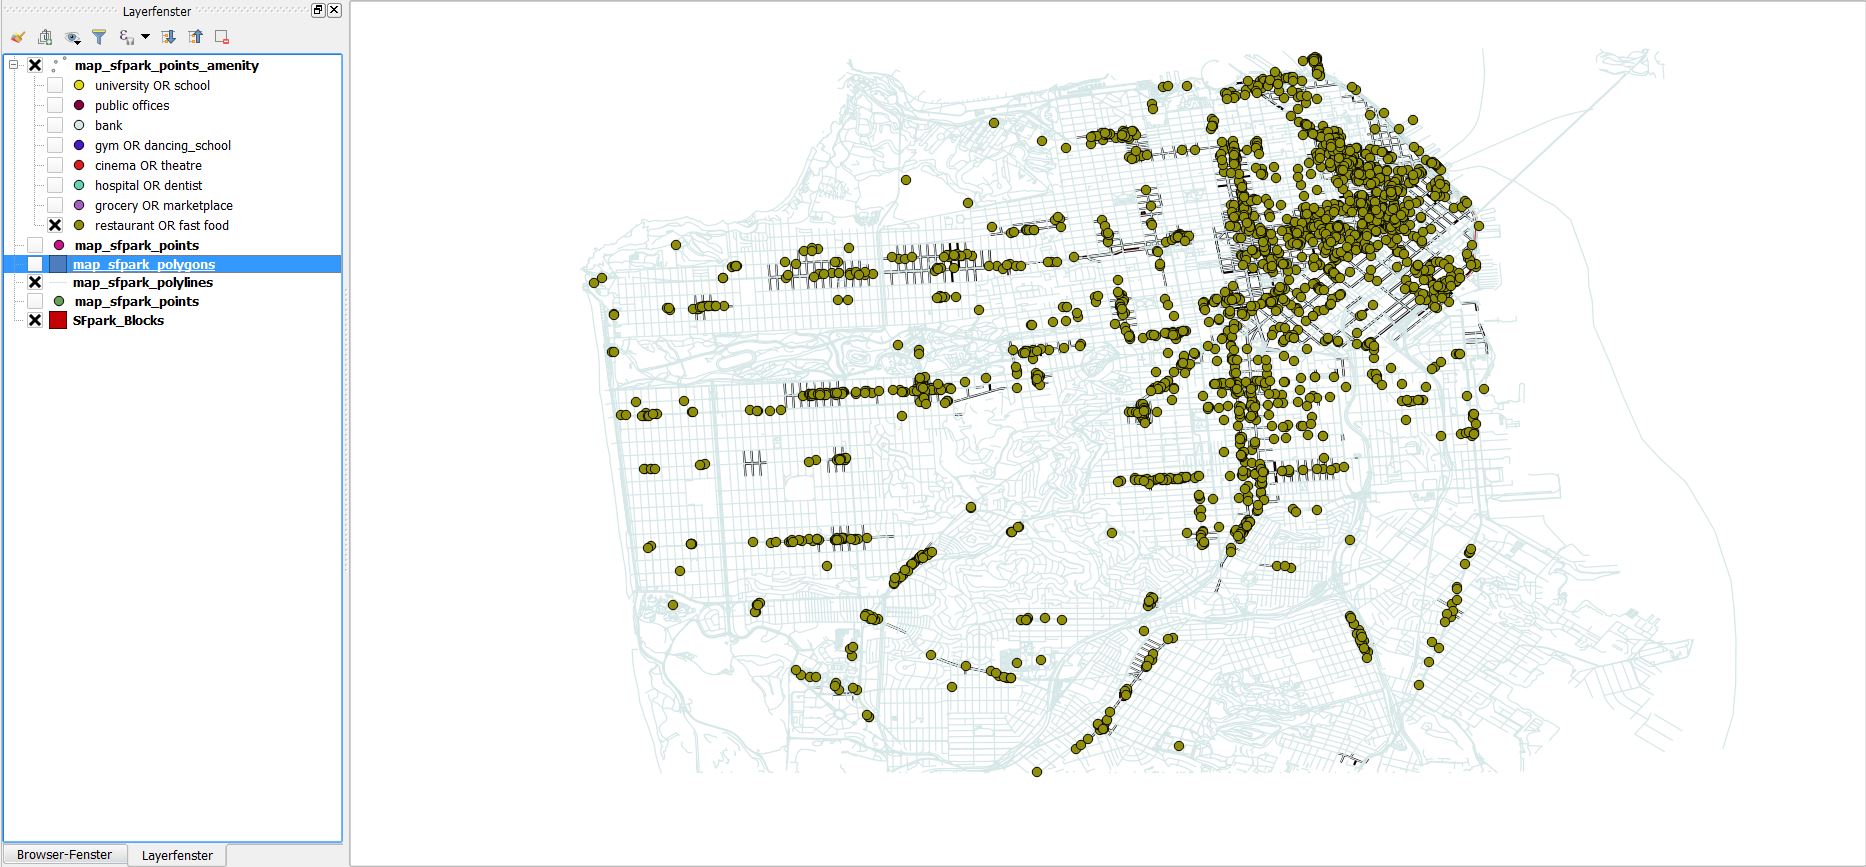 Layerfenster
map_sfpark_points_amenity
university OR school
public offices
bank
gym OR dancing_school
cinema OR theatre
hospital OR dentist
grocery OR marketplace
restaurant OR fast food
map_sfpark_points
map_sfpark_polygons
map_sfpark_polylines
map_sfpark_points
SFpark_Blocks
Browser-Fenster Layerfenster